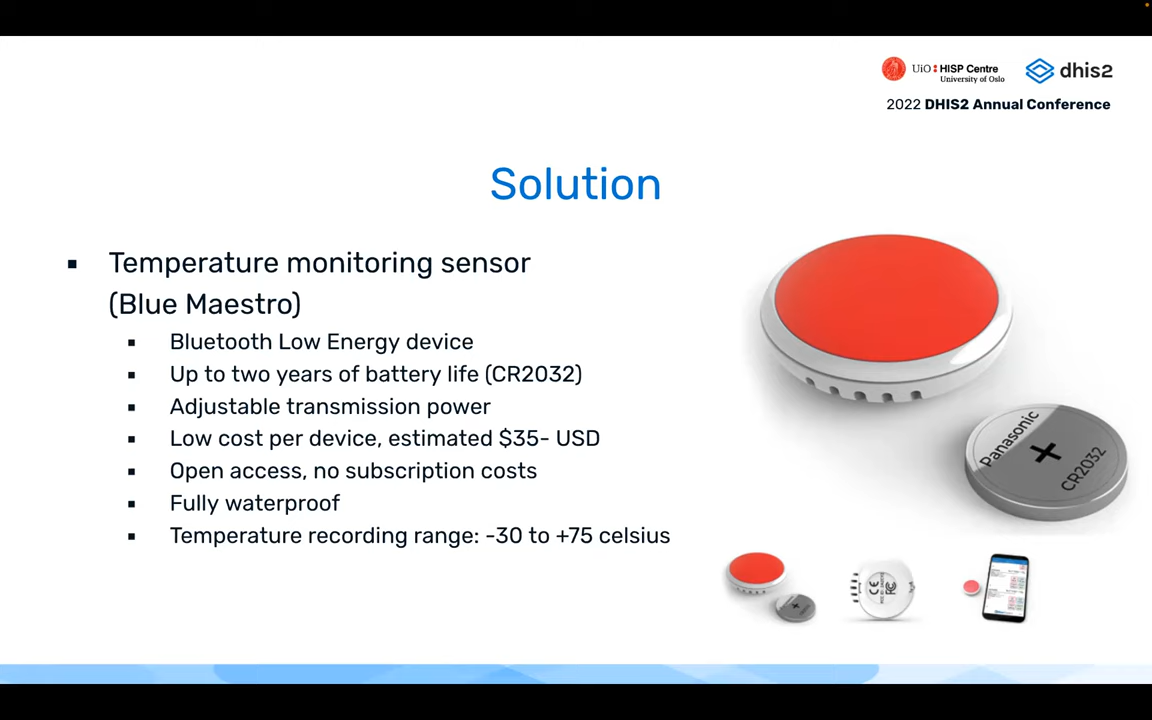 UiO HISP Centre
University of Oslo
dhis2
2022 DHIS2 Annual Conference
Solution
Temperature monitoring sensor
(Blue Maestro)
Bluetooth Low Energy device
Up to two years of battery life (CR2032)
Adjustable transmission power
Low cost per device, estimated $35- USD
Open access, no subscription costs
Fully waterproof
Temperature recording range: -30 to +75 celsius
Panasonic
+
CR2032